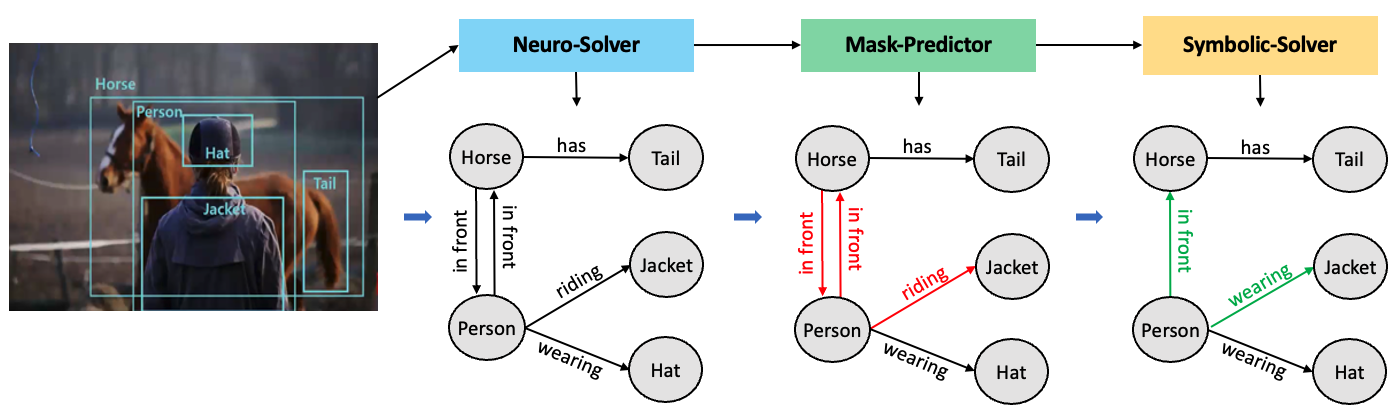 Neuro-Solver
Mask-Predictor
Symbolic-Solver
Horse
Person
Hat
Tail
Jacket
Horse
has
Tail
in front
in front
Person
riding
Jacket
wearing
Hat
Horse
has
Tail
in front
in front
Person
riding
Jacket
wearing
Hat
Horse
has
Tail
in front
Person
wearing
Jacket
wearing
Hat